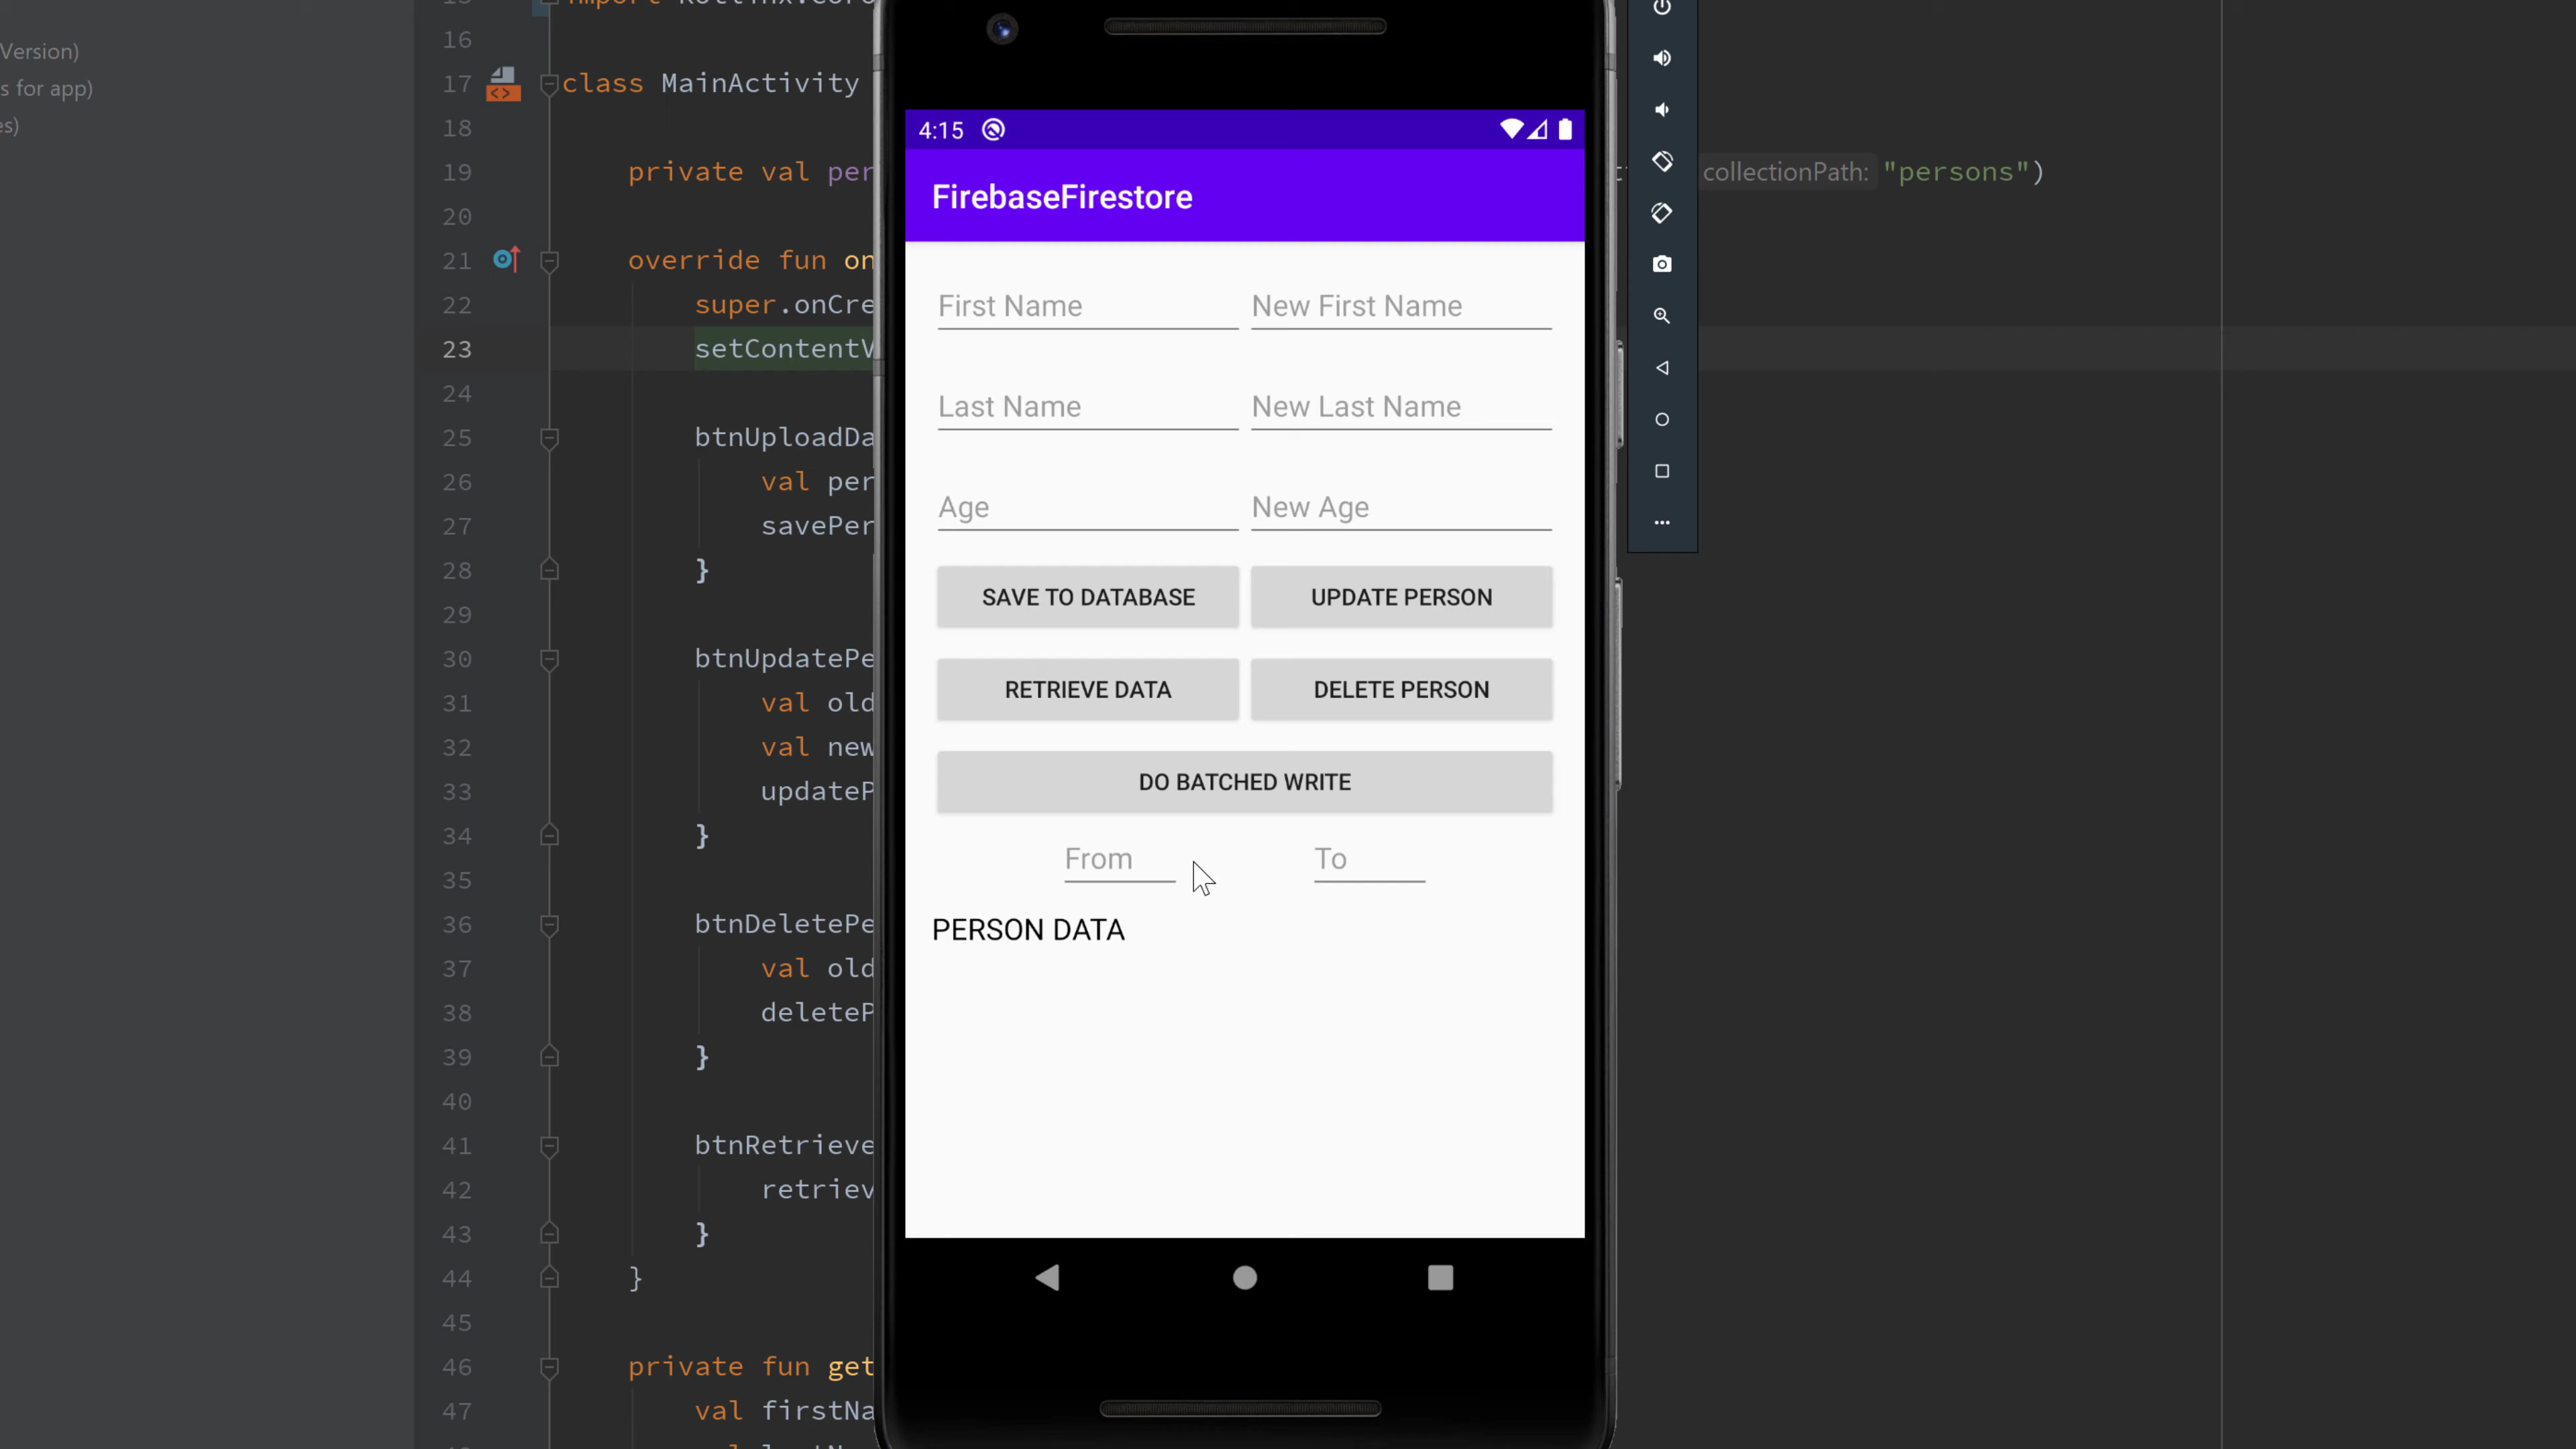 Version)
s for app)
es)
16
17 class MainActivity
18
19 private val per collectionPath: "persons")
20
21 override fun on
22 super.onCre
23 setContentV
24
25 btnUploadDa
26 val per
27 savePer
28 }
29
30 btnUpdatePe
31 val old
32 val new
33 updateP
34 }
35
36 btnDeletePe
37 val old
38 deleteP
39 }
40
41 btnRetrieve
42 retriev
43 }
44 }
45
46 private fun get
47 val firstNa
4:15
FirebaseFirestore
First Name New First Name
Last Name New Last Name
Age New Age
SAVE TO DATABASE UPDATE PERSON
RETRIEVE DATA DELETE PERSON
DO BATCHED WRITE
From To
PERSON DATA